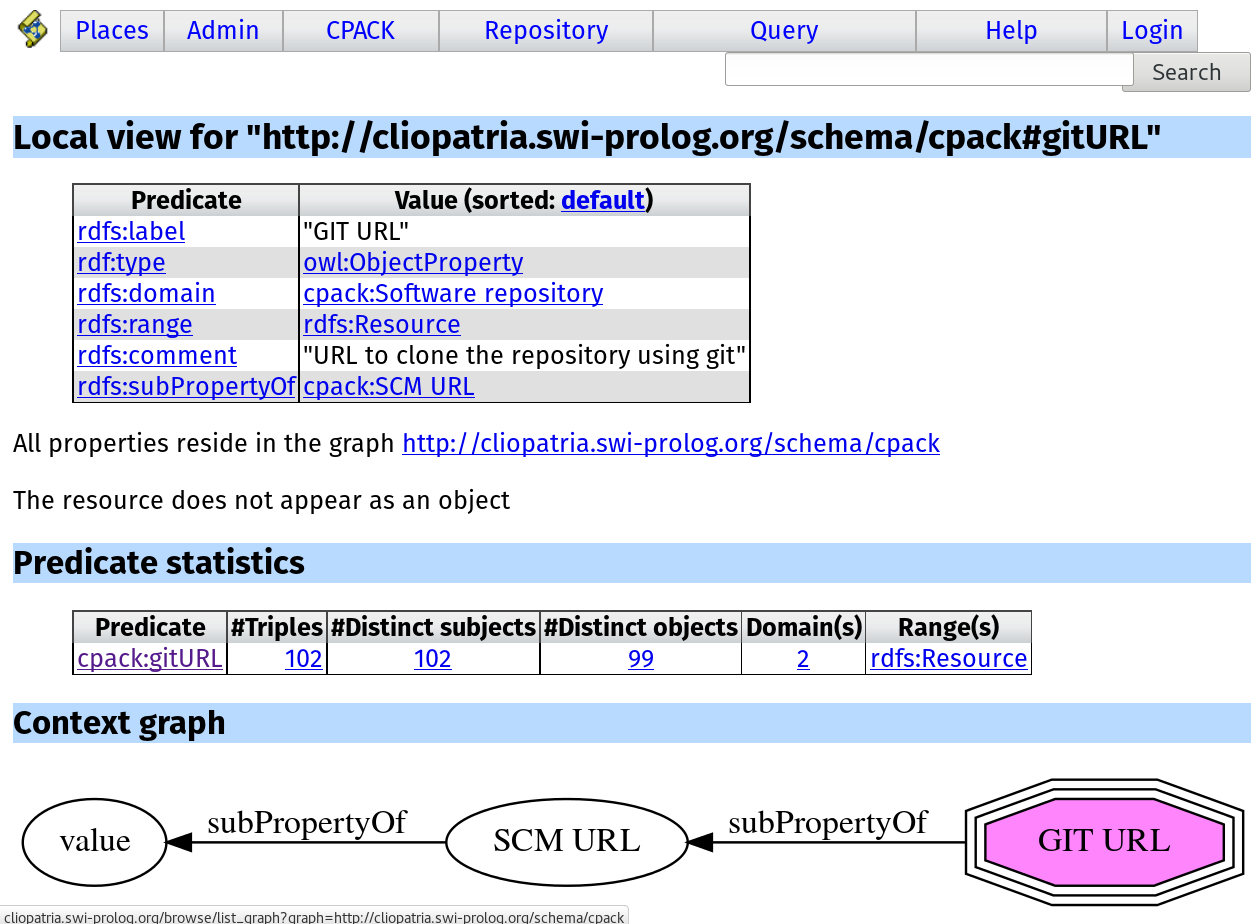 Places Admin CPACK Repository Query Help Login
Search
Local view for "http://cliopatria.swi-prolog.org/schema/cpack#gitURL"
Predicate Value (sorted: default)
rdfs:label "GIT URL"
rdf:type owl:ObjectProperty
rdfs:domain cpack:Software repository
rdfs:range rdfs:Resource
rdfs:comment "URL to clone the repository using git"
rdfs:subPropertyOf cpack:SCM URL
All properties reside in the graph http://cliopatria.swi-prolog.org/schema/cpack
The resource does not appear as an object
Predicate statistics
Predicate #Triples #Distinct subjects #Distinct objects Domain(s) Range(s)
cpack:gitURL 102 102 99 2 rdfs:Resource
Context graph
value subPropertyOf SCM URL subPropertyOf GIT URL
cliopatria.swi-prolog.org/browse/list_graph?graph=http://cliopatria.swi-prolog.org/schema/cpack